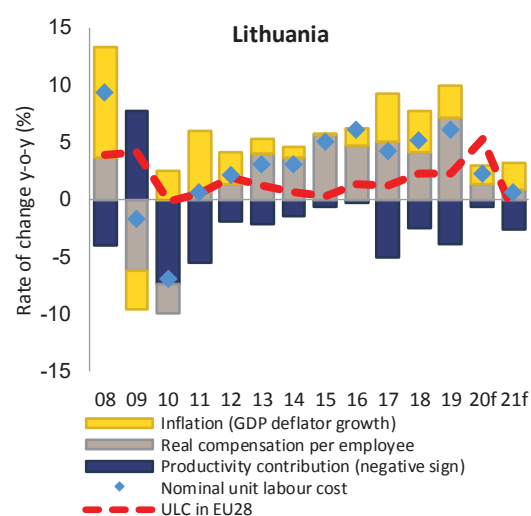 Lithuania
Rate of change y-o-y (%)
15
10
5
0
-5
-10
-15
08 09 10 11 12 13 14 15 16 17 18 19 20f 21f
Inflation (GDP deflator growth)
Real compensation per employee
Productivity contribution (negative sign)
Nominal unit labour cost
ULC in EU28